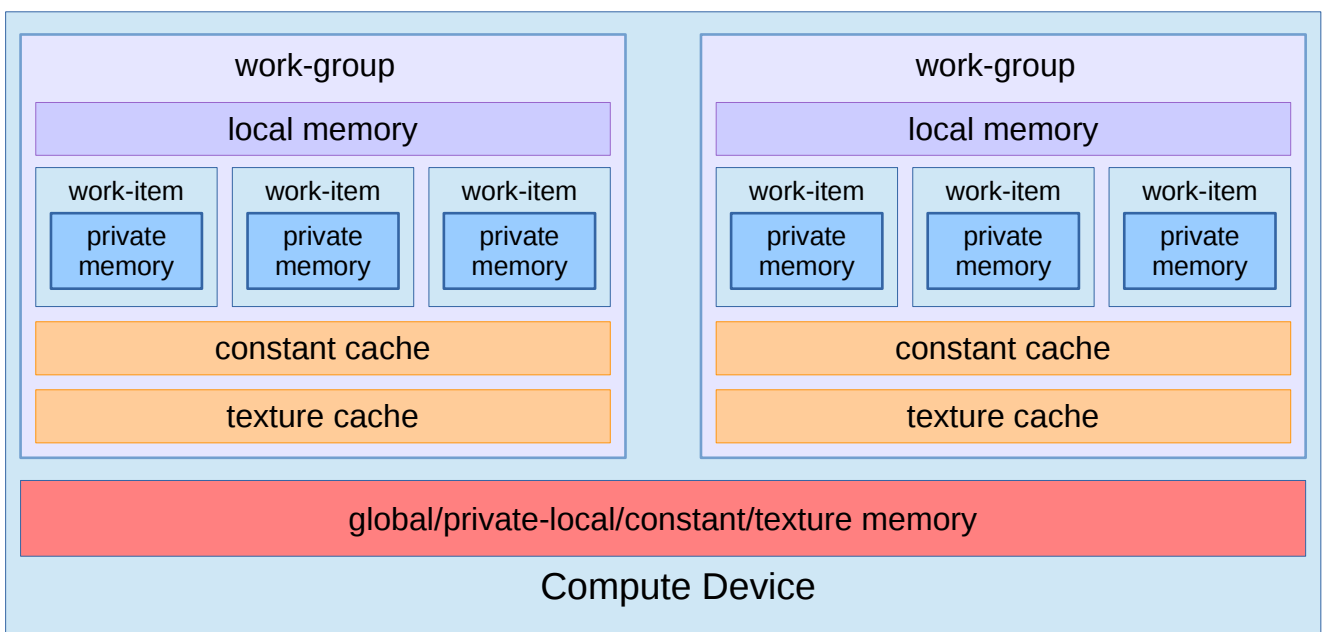 work-group
local memory
work-item work-item work-item
private private private
memory memory memory
constant cache
texture cache
work-group
local memory
work-item work-item work-item
private private private
memory memory memory
constant cache
texture cache
global/private-local/constant/texture memory
Compute Device